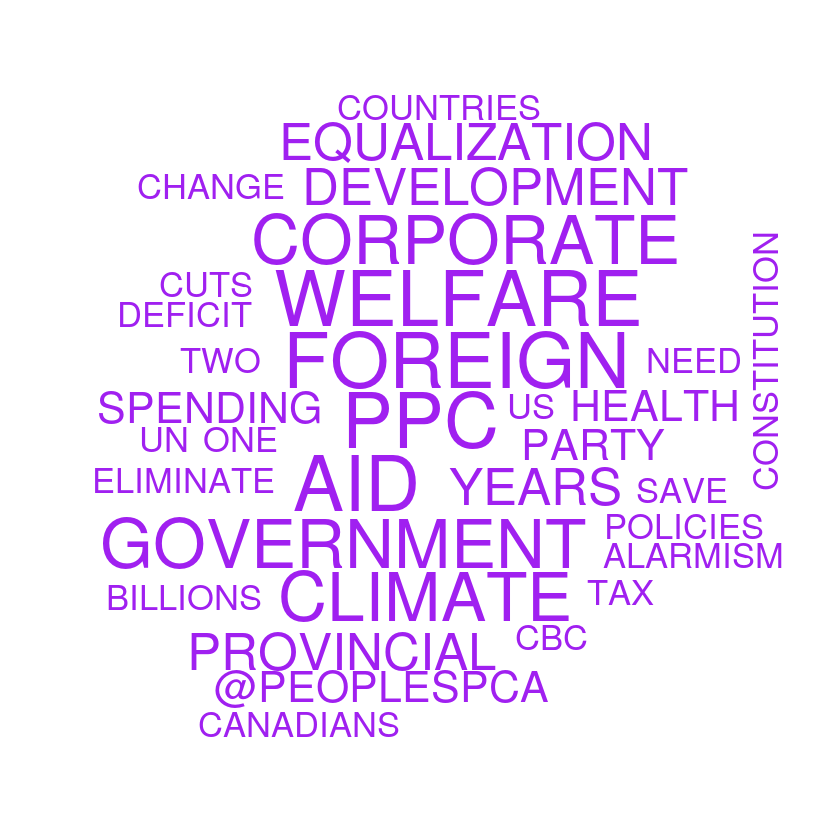 COUNTRIES
EQUALIZATION
CHANGE DEVELOPMENT
CORPORATE
CUTS WELFARE
DEFICIT
TWO FOREIGN NEED
CONSTITUTION
SPENDING PPC US HEALTH
UN ONE PARTY
ELIMINATE AID YEARS SAVE
GOVERNMENT POLICIES
ALARMISM
BILLIONS CLIMATE TAX
PROVINCIAL CBC
@PEOPLESPCA
CANADIANS